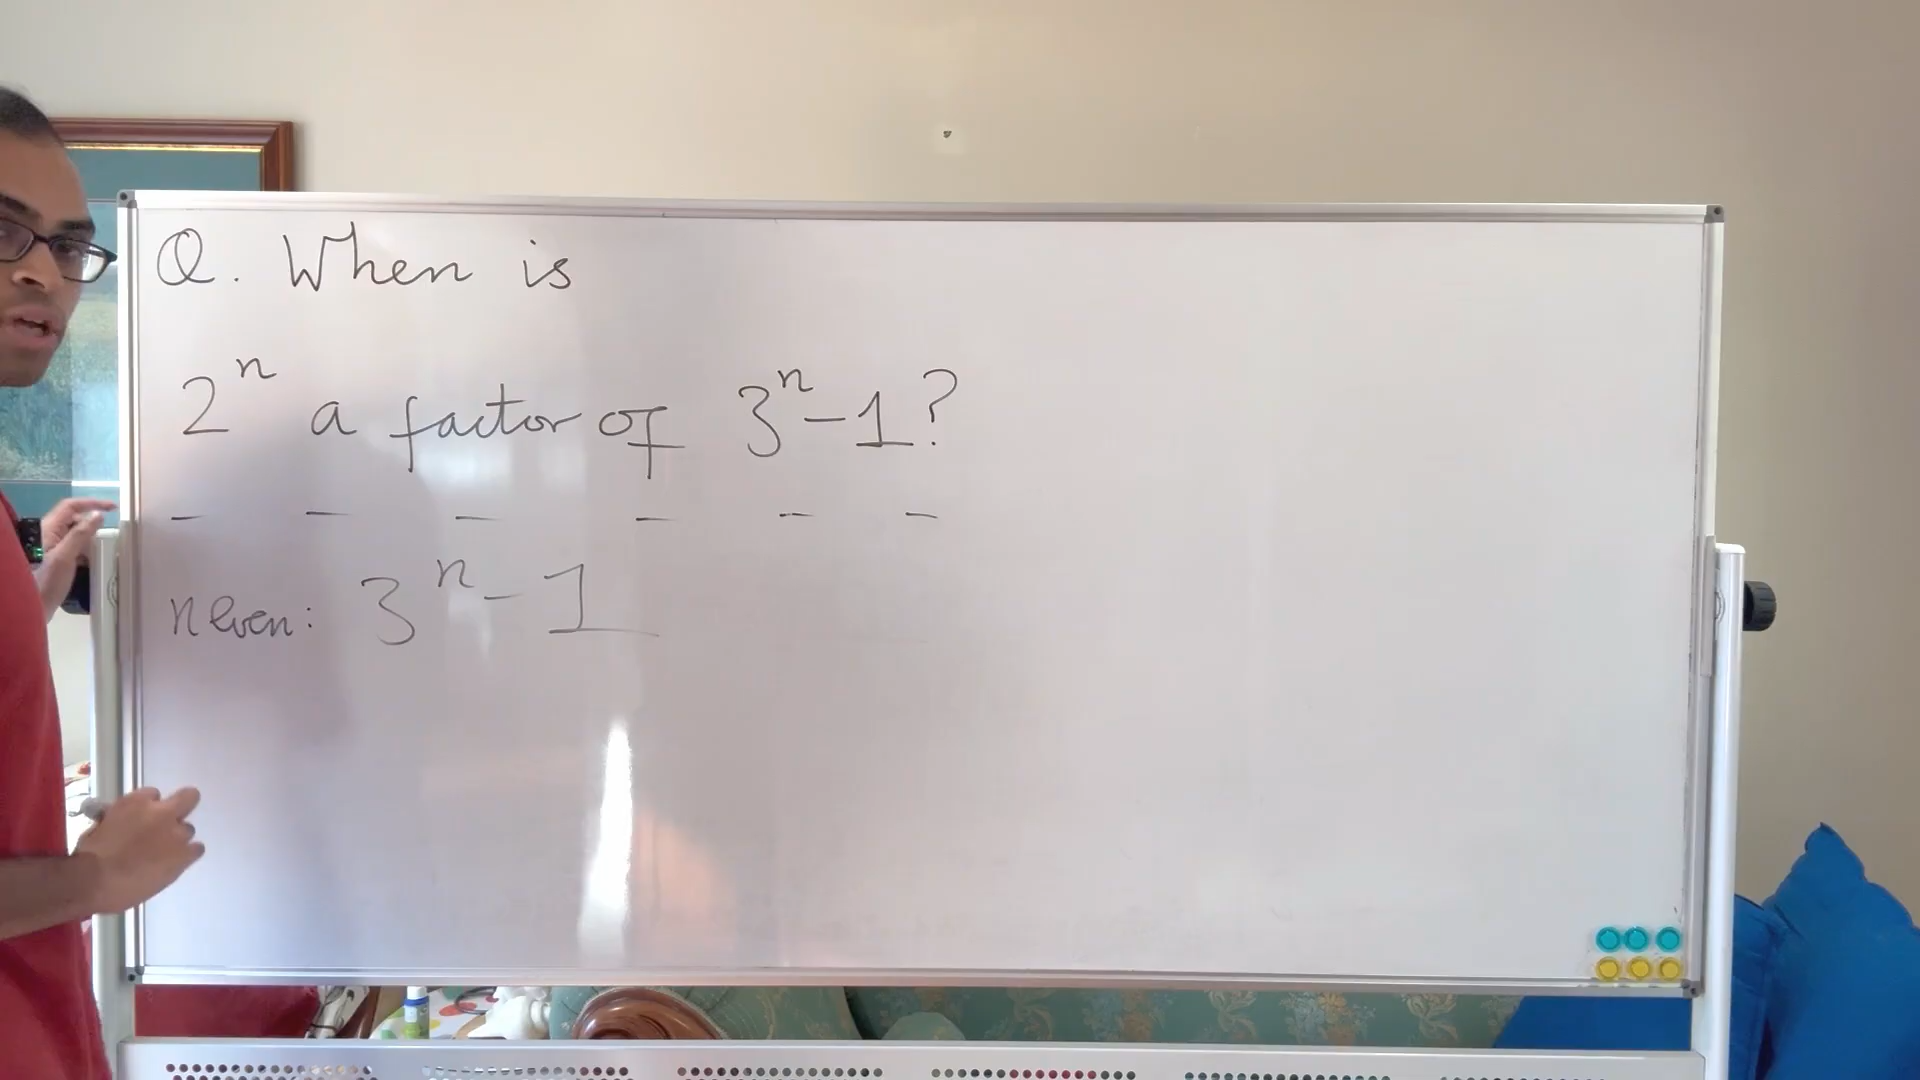 Q. When is
2^n a factor of 3^n - 1?
n even: 3^n - 1